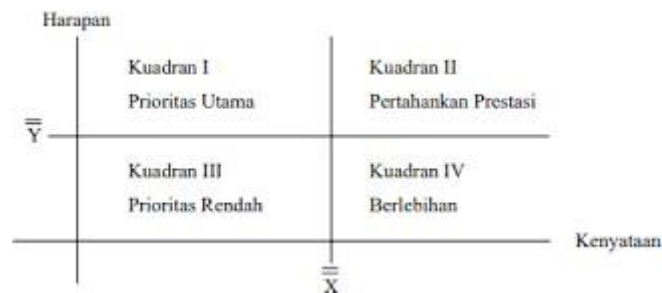 Harapan
Kuadran I
Prioritas Utama
Kuadran II
Pertahankan Prestasi
Y
Kuadran III
Prioritas Rendah
Kuadran IV
Berlebihan
Kenyataan
X